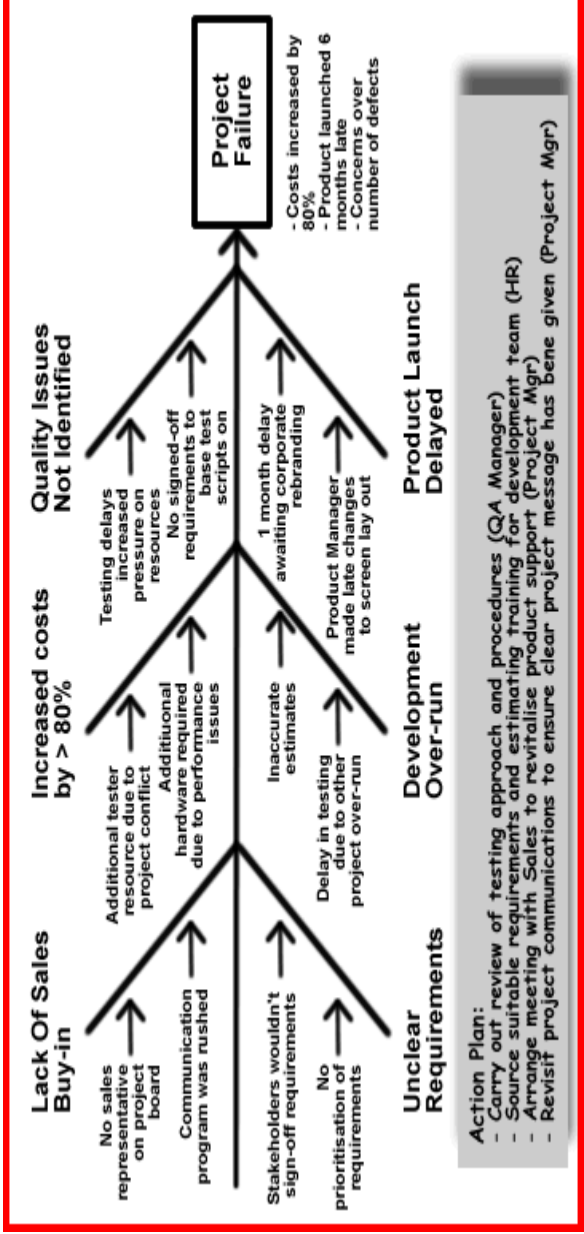 Lack Of Sales
Buy-in
No sales
representative
on project
board
Communication
program was rushed
Increased costs
by > 80%
Additional tester
resource due to
project conflict
Additiuonal
hardware required
due to performance
issues
Quality Issues
Not Identified
Testing delays
increased
pressure on
resources
No signed-off
requirements to
base test
scripts on
Project
Failure
- Costs increased by
80%
- Product launched 6
months late
- Concerns over
number of defects
Stakeholders wouldn't
sign-off requirements
No
prioritisation of
requirements
Unclear
Requirements
Inaccurate
estimates
Delay in testing
due to other
project over-run
Development
Over-run
1 month delay
awaiting corporate
rebranding
Product Manager
made late changes
to screen lay out
Product Launch
Delayed
Action Plan:
- Carry out review of testing approach and procedures (QA Manager)
- Source suitable requirements and estimating training for development team (HR)
- Arrange meeting with Sales to revitalise product support (Project Mgr)
- Revisit project communications to ensure clear project message has bene given (Project Mgr)